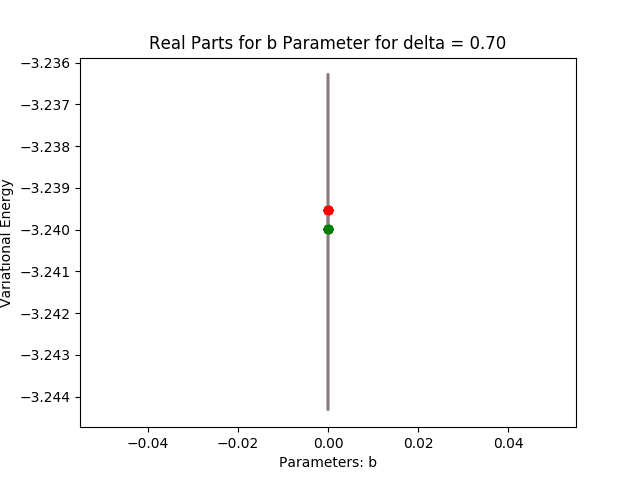 Real Parts for b Parameter for delta = 0.70
−3.236
−3.237
−3.238
−3.239
−3.240
−3.241
−3.242
−3.243
−3.244
Variational Energy
−0.04 −0.02 0.00 0.02 0.04
Parameters: b